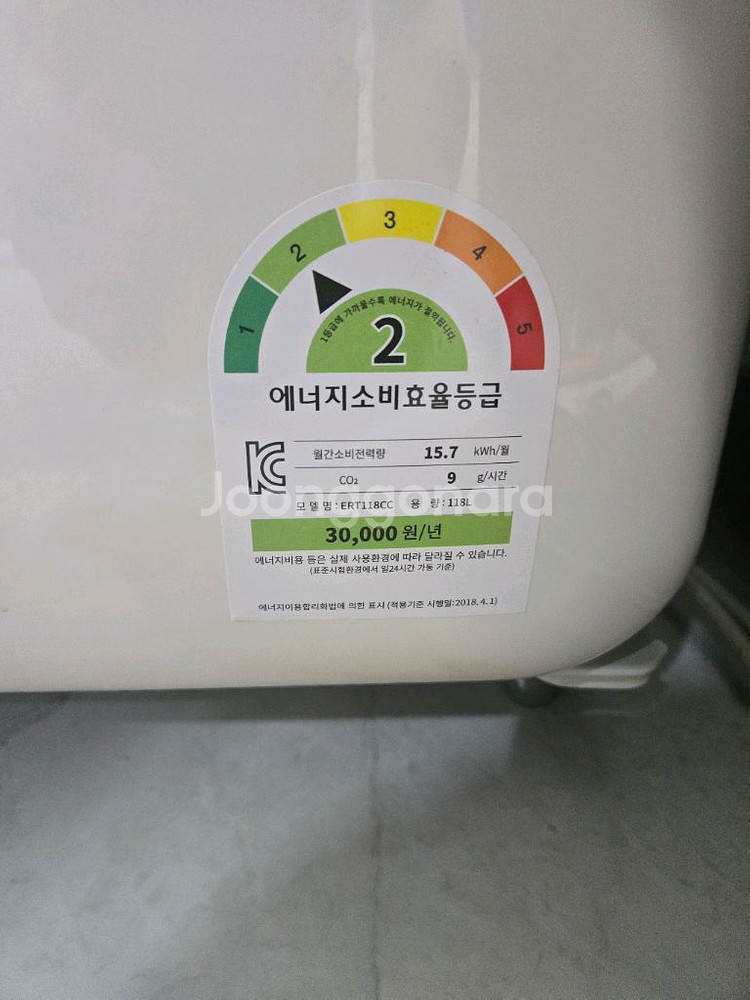 1
2
3
4
5
1등급에 가까울수록 에너지가 절약됩니다.
2
에너지소비효율등급
월간소비전력량 15.7 kWh/월
CO₂ 9 g/시간
모 델 명 : ERT118CC 용 량 : 118L
Joonggonara
30,000 원/년
에너지비용 등은 실제 사용환경에 따라 달라질 수 있습니다.
(표준시험환경에서 일24시간 가동 기준)
에너지이용합리화법에 의한 표시 (적용기준 시행일:2018. 4. 1)